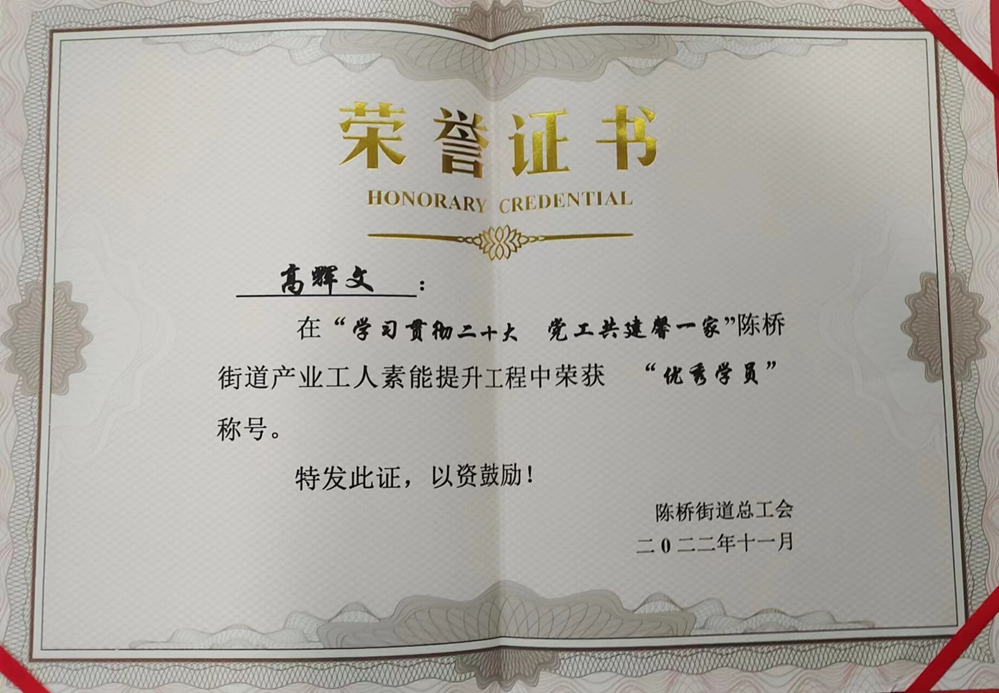 荣誉证书
HONORARY CREDENTIAL
高辉文：
在“学习贯彻二十大 党工共建馨一家”陈桥
街道产业工人素能提升工程中荣获 “优秀学员”
称号。
特发此证，以资鼓励！
陈桥街道总工会
二0二二年十一月